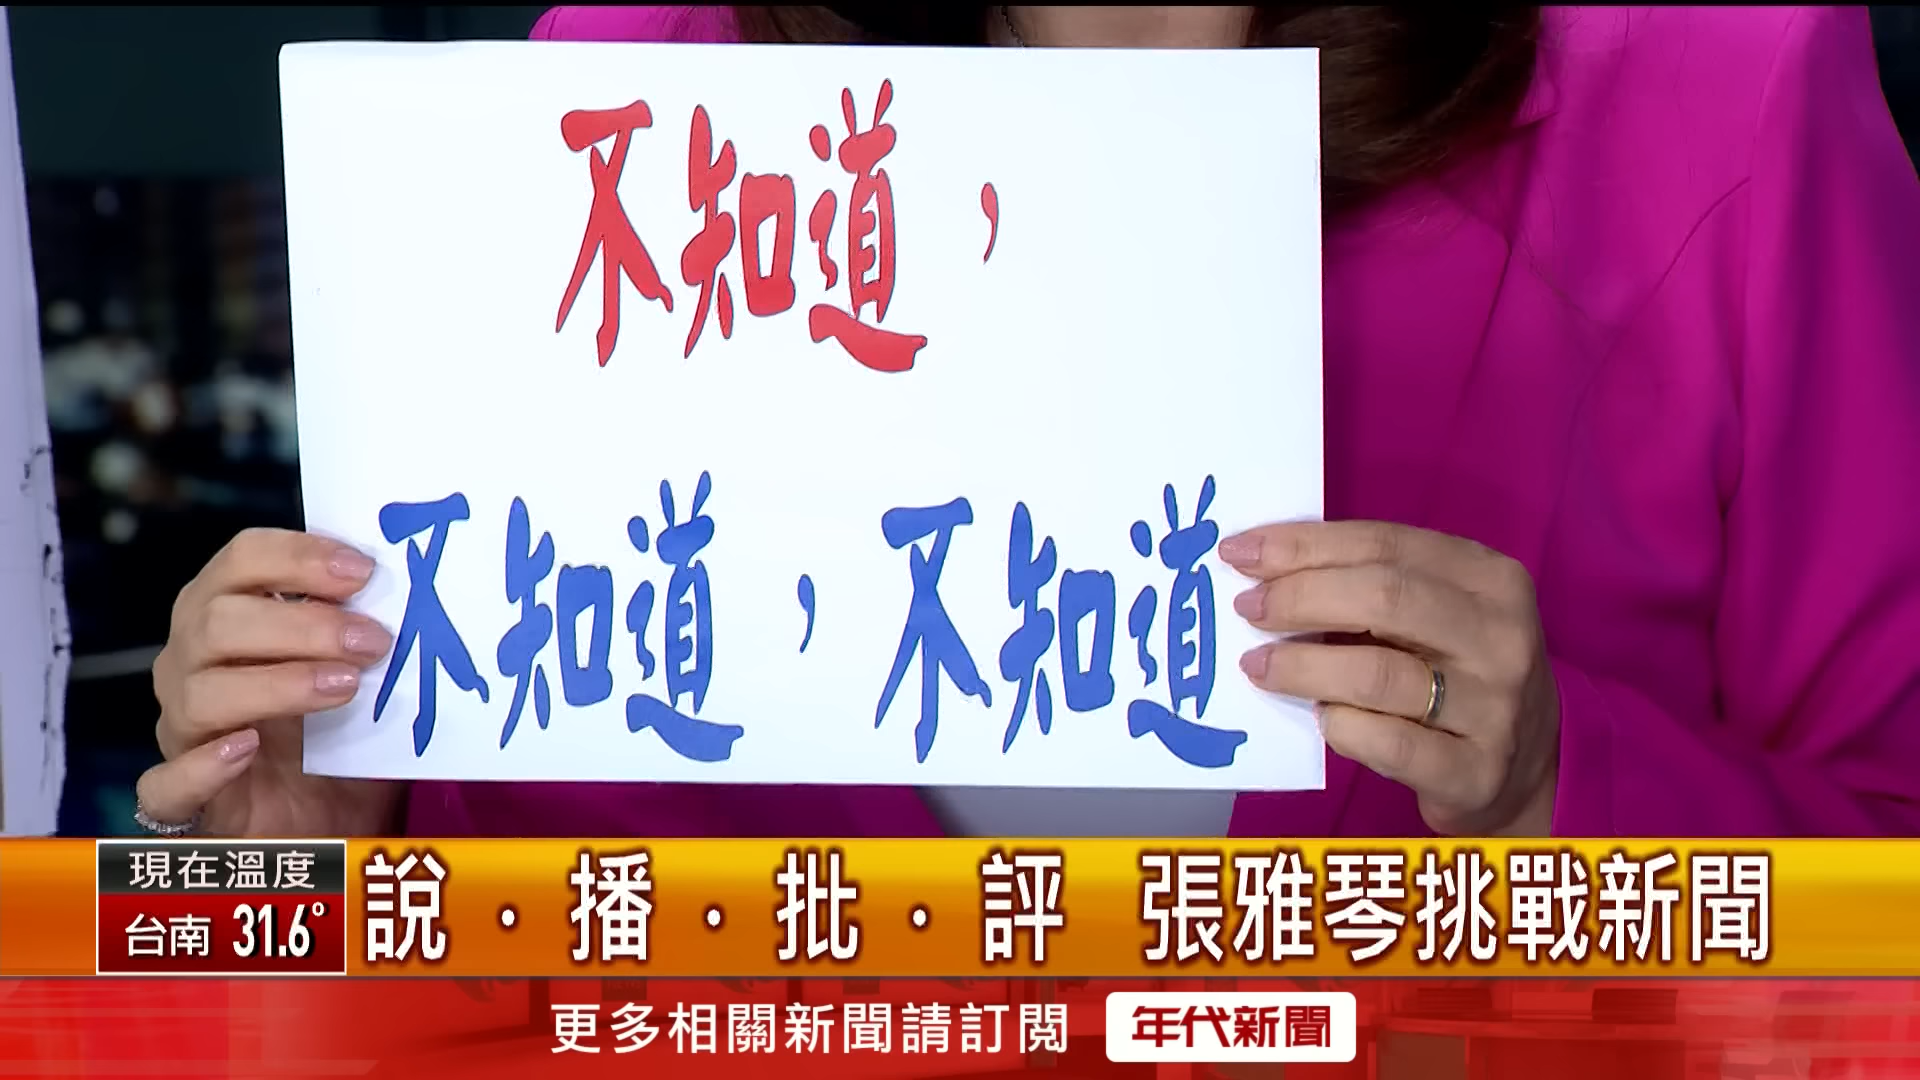 不知道，
不知道，不知道
現在溫度
台南 31.6°
說．播．批．評 張雅琴挑戰新聞
更多相關新聞請訂閱 年代新聞